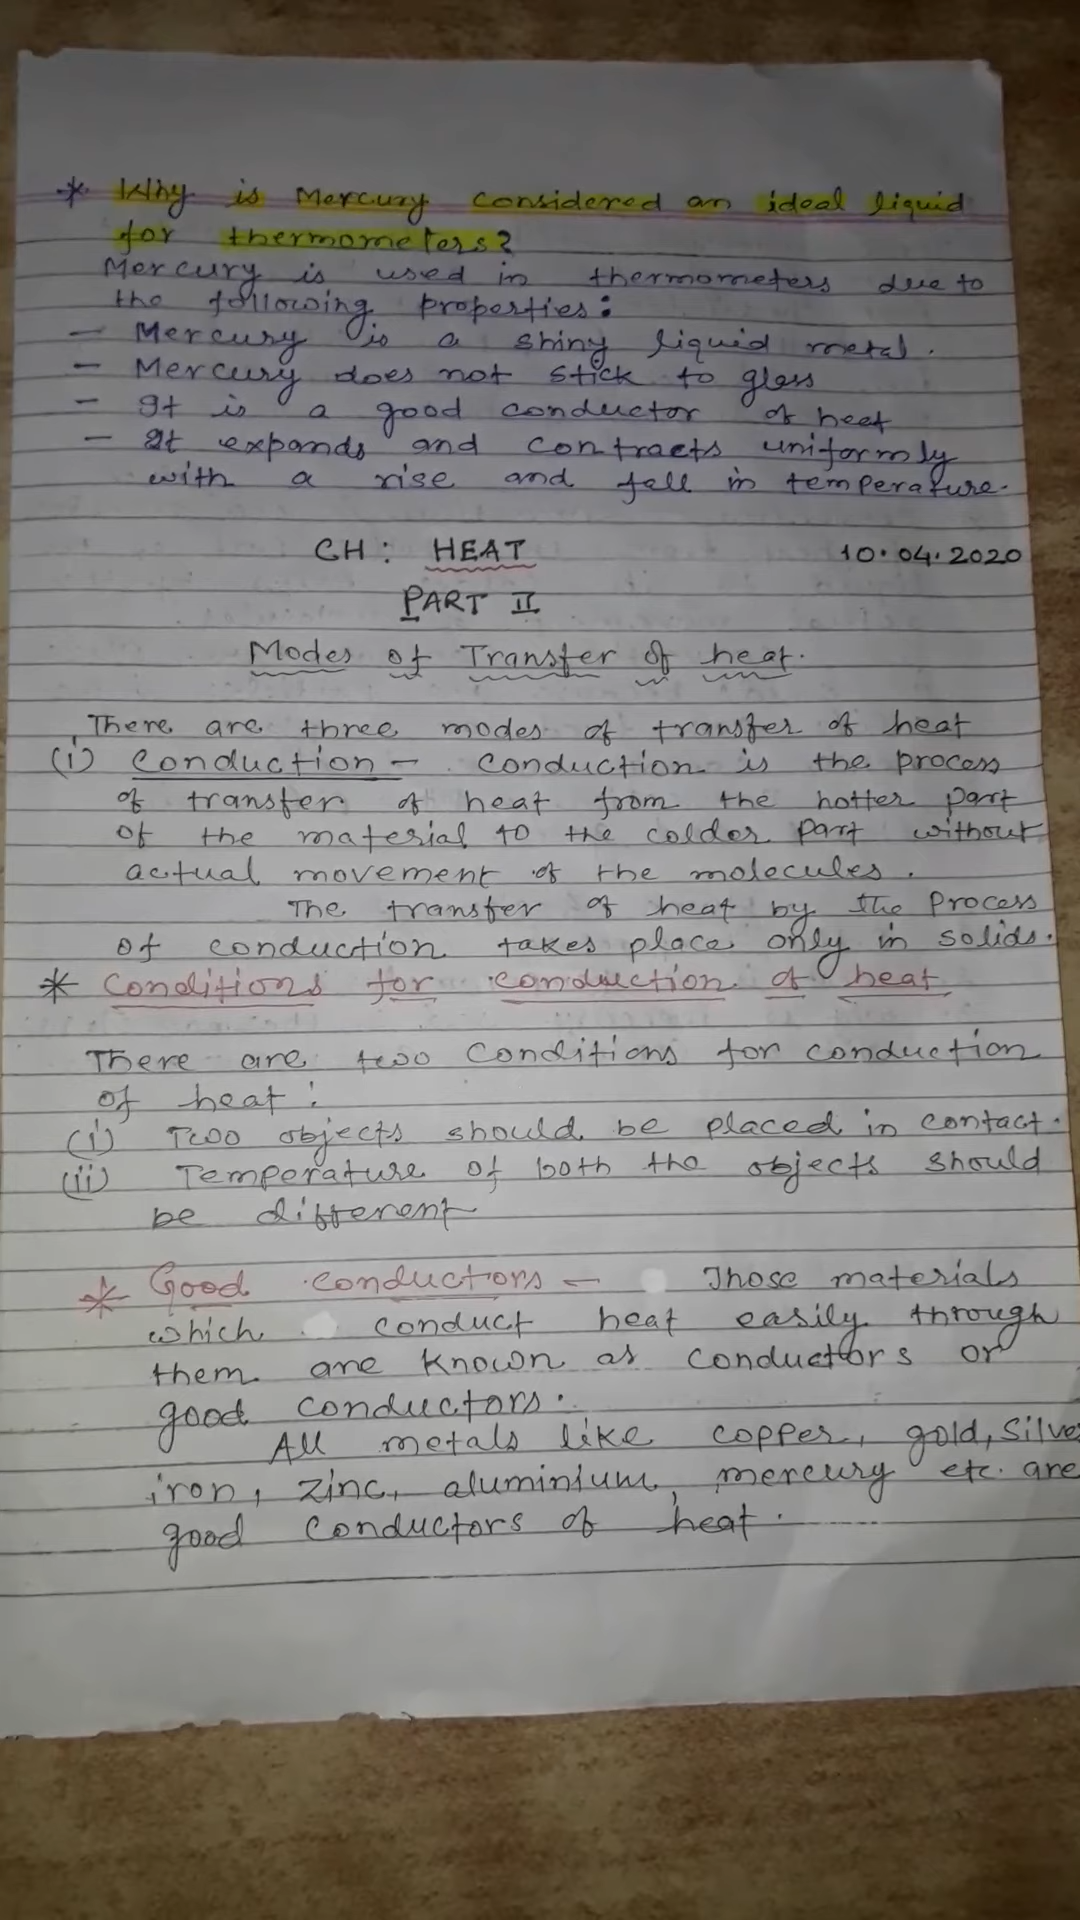 * Why is Mercury considered an ideal liquid
for thermometers?
Mercury is used in thermometers due to
the following properties:
- Mercury is a shiny liquid metal.
- Mercury does not stick to glass
- It is a good conductor of heat
- It expands and contracts uniformly
with a rise and fall in temperature.
CH: HEAT 10.04.2020
PART II
Modes of Transfer of heat.
There are three modes of transfer of heat
(i) Conduction - Conduction is the process
of transfer of heat from the hotter part
of the material to the colder part without
actual movement of the molecules.
The transfer of heat by the process
of conduction takes place only in solids.
* Conditions for conduction of heat
There are two conditions for conduction
of heat:
(i) Two objects should be placed in contact.
(ii) Temperature of both the objects should
be different
* Good conductors - Those materials
which conduct heat easily through
them are known as conductors or
good conductors.
All metals like copper, gold, silver
iron, zinc, aluminium, mercury etc. are
good conductors of heat.